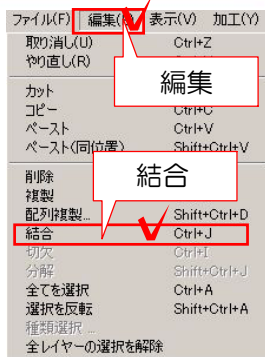 ファイル(F) 編集 表示(V) 加工(Y)
取り消し(U) Ctrl+Z
やり直し(R)
編集
カット
コピー Ctrl+C
ペースト Ctrl+V
ペースト(同位置) Shift+Ctrl+V
結合
削除
複製
配列複製... Shift+Ctrl+D
結合 Ctrl+J
切欠 Ctrl+I
分解 Shift+Ctrl+J
全てを選択 Ctrl+A
選択を反転 Shift+Ctrl+A
種類選択 ...
全レイヤーの選択を解除